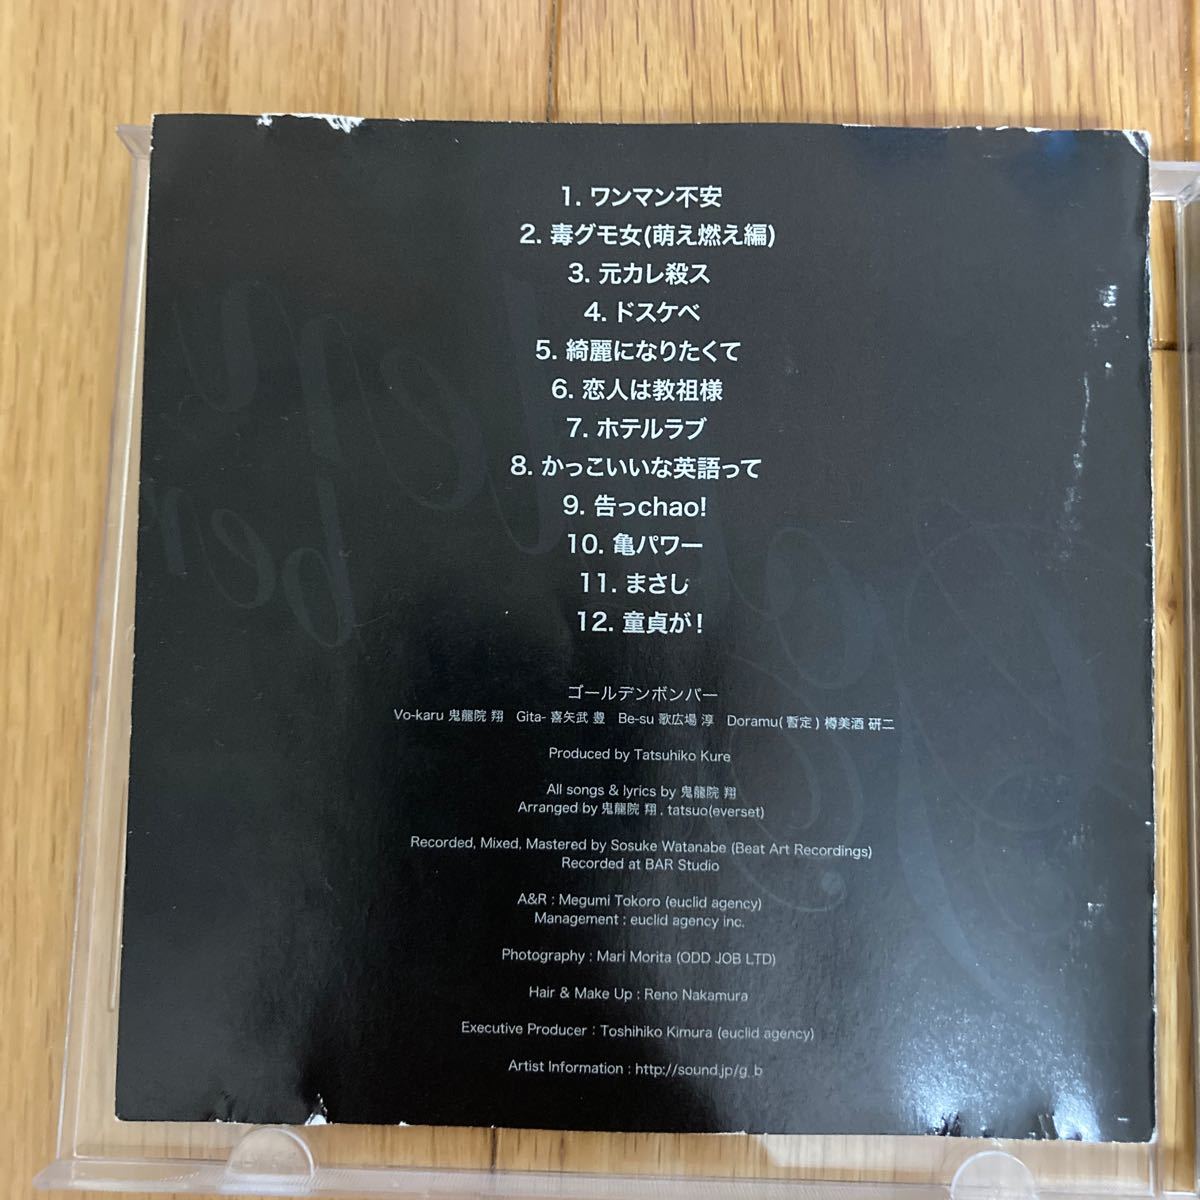 1. ワンマン不安
2. 毒グモ女(萌え燃え編)
3. 元カレ殺ス
4. ドスケベ
5. 綺麗になりたくて
6. 恋人は教祖様
7. ホテルラブ
8. かっこいいな英語って
9. 告っchao!
10. 亀パワー
11. まさし
12. 童貞が!
ゴールデンボンバー
Vo-karu 鬼龍院 翔 Gita- 喜矢武 豊 Be-su 歌広場 淳 Doramu(暫定) 樽美酒 研二
Produced by Tatsuhiko Kure
All songs & lyrics by 鬼龍院 翔
Arranged by 鬼龍院 翔 , tatsuo(everset)
Recorded, Mixed, Mastered by Sosuke Watanabe (Beat Art Recordings)
Recorded at BAR Studio
A&R : Megumi Tokoro (euclid agency)
Management : euclid agency inc.
Photography : Mari Morita (ODD JOB LTD)
Hair & Make Up : Reno Nakamura
Executive Producer : Toshihiko Kimura (euclid agency)
Artist Information : http://sound.jp/g_b